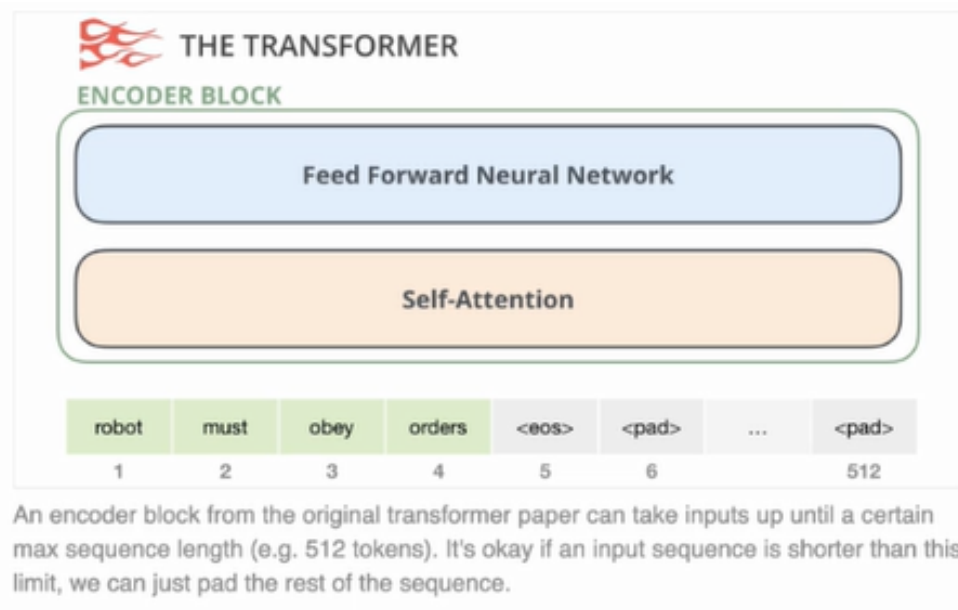 THE TRANSFORMER
ENCODER BLOCK
Feed Forward Neural Network
Self-Attention
robot must obey orders <eos> <pad> ... <pad>
1 2 3 4 5 6 512
An encoder block from the original transformer paper can take inputs up until a certain
max sequence length (e.g. 512 tokens). It's okay if an input sequence is shorter than this
limit, we can just pad the rest of the sequence.